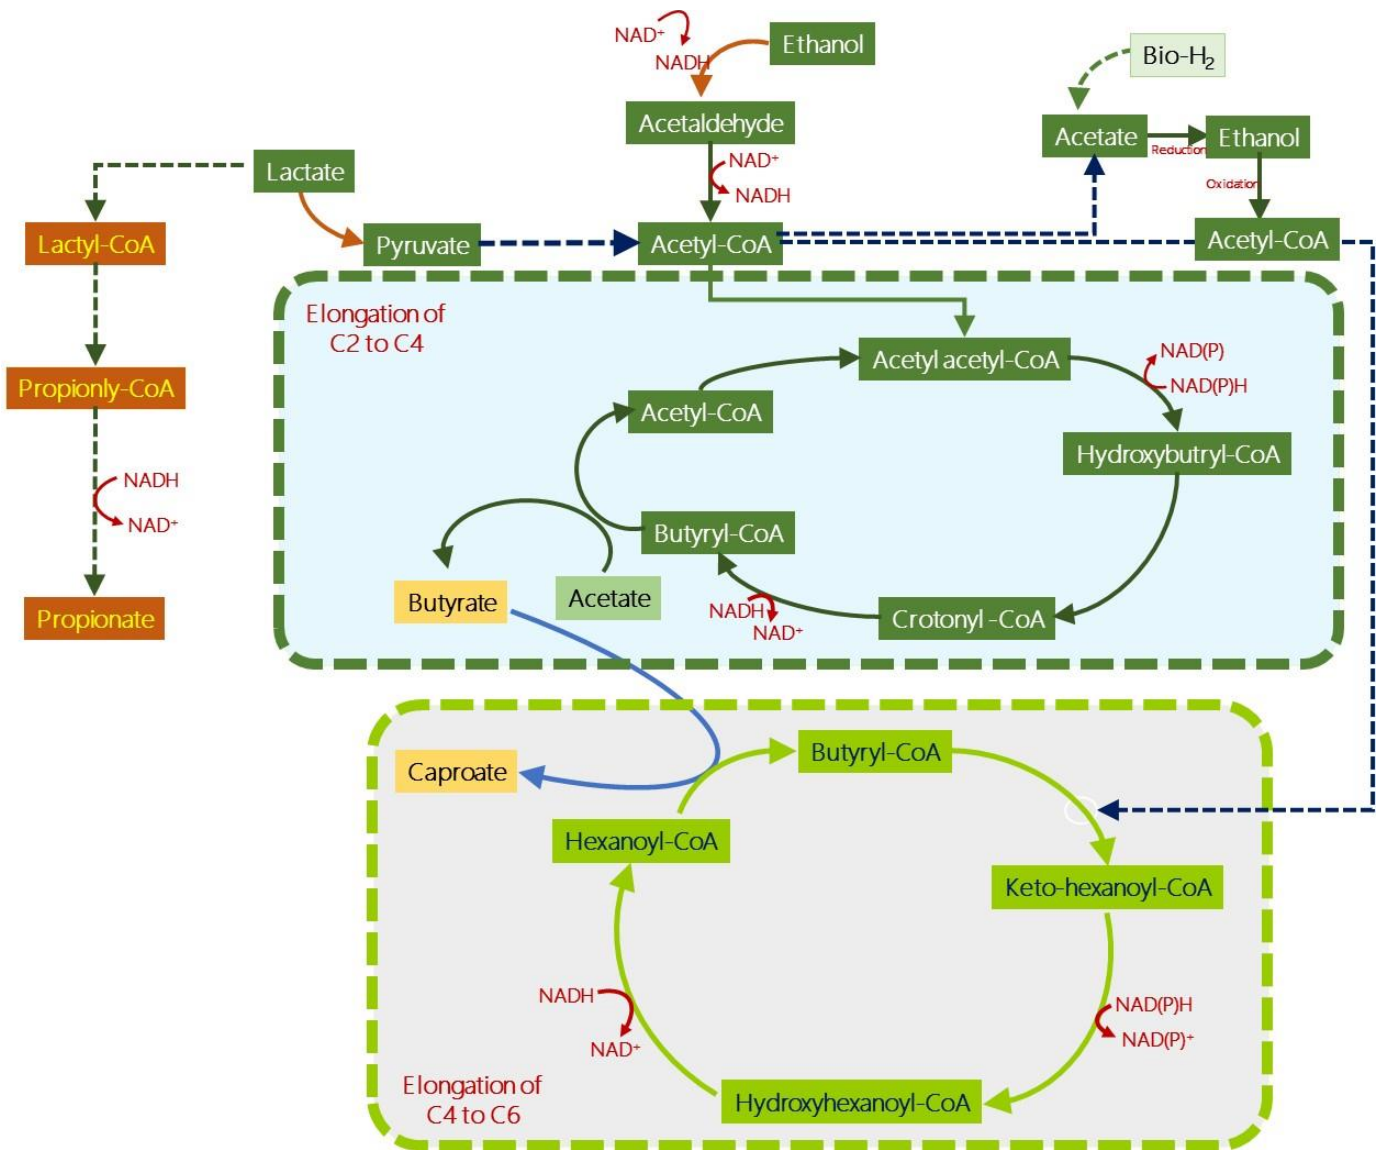 NAD⁺
NADH
Ethanol
Bio-H₂
Acetaldehyde
Acetate
Reduction
Ethanol
Lactate
NAD⁺
NADH
Oxidation
Lactyl-CoA
Pyruvate
Acetyl-CoA
Acetyl-CoA
Elongation of
C2 to C4
Acetyl acetyl-CoA
NAD(P)
NAD(P)H
Propionly-CoA
Acetyl-CoA
Hydroxybutryl-CoA
NADH
NAD⁺
Butyryl-CoA
Butyrate
Acetate
NADH
NAD⁺
Crotonyl -CoA
Propionate
Caproate
Butyryl-CoA
Hexanoyl-CoA
Keto-hexanoyl-CoA
NADH
NAD⁺
NAD(P)H
NAD(P)⁺
Elongation of
C4 to C6
Hydroxyhexanoyl-CoA